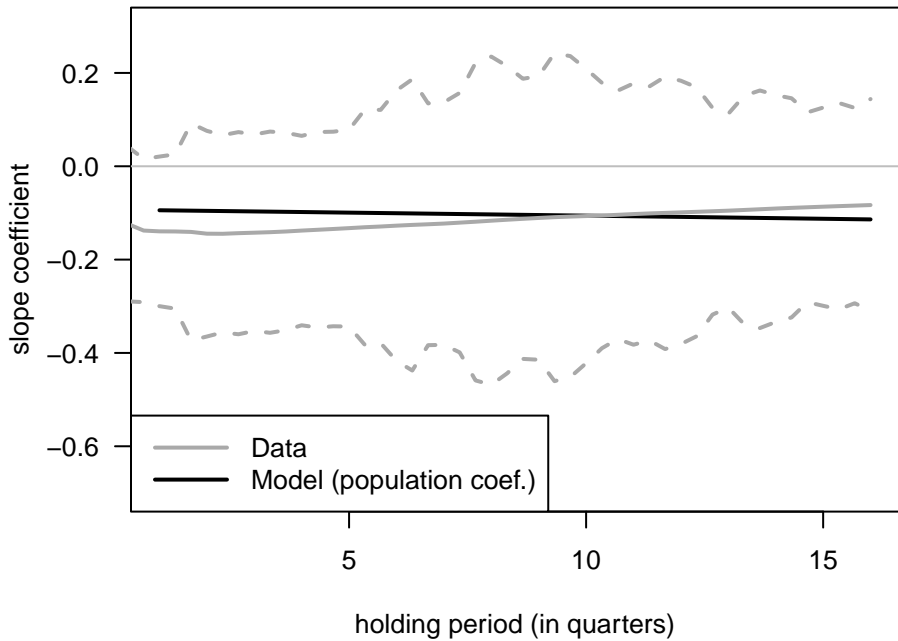 slope coefficient
0.2
0.0
−0.2
−0.4
−0.6
Data
Model (population coef.)
5
10
15
holding period (in quarters)